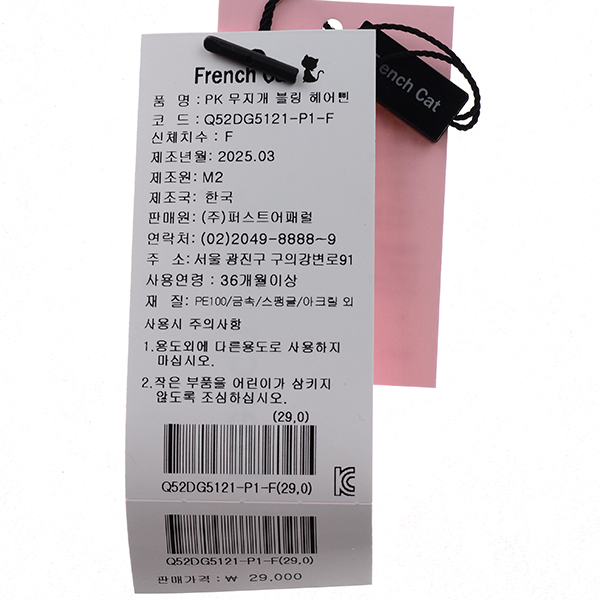 French Cat
French Cat
품 명 : PK 무지개 블링 헤어삔
코 드 : Q52DG5121-P1-F
신체치수 : F
제조년월: 2025.03
제조원: M2
제조국: 한국
판매원: (주)퍼스트어패럴
연락처: (02)2049-8888~9
주 소: 서울 광진구 구의강변로91
사용연령 : 36개월이상
재 질: PE100/금속/스팽글/아크릴 외
사용시 주의사항
1.용도외에 다른용도로 사용하지
마십시오.
2.작은 부품을 어린이가 삼키지
않도록 조심하십시오.
(29,0)
Q52DG5121-P1-F(29,0)
Q52DG5121-P1-F(29,0)
판매가격 : ₩ 29,000